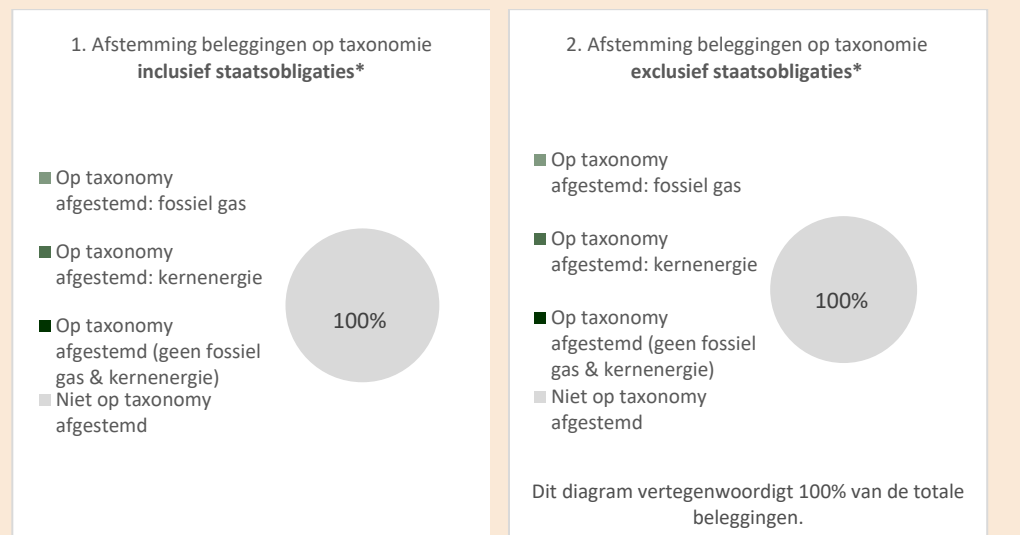 1. Afstemming beleggingen op taxonomie
inclusief staatsobligaties*
Op taxonomy
afgestemd: fossiel gas
Op taxonomy
afgestemd: kernenergie
Op taxonomy
afgestemd (geen fossiel
gas & kernenergie)
Niet op taxonomy
afgestemd
100%
2. Afstemming beleggingen op taxonomie
exclusief staatsobligaties*
Op taxonomy
afgestemd: fossiel gas
Op taxonomy
afgestemd: kernenergie
Op taxonomy
afgestemd (geen fossiel
gas & kernenergie)
Niet op taxonomy
afgestemd
100%
Dit diagram vertegenwoordigt 100% van de totale
beleggingen.